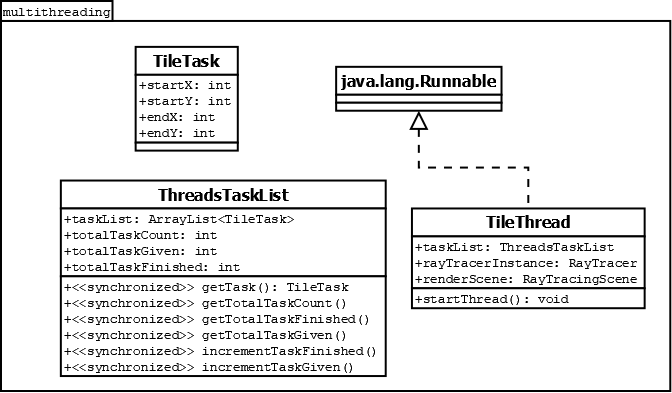 multithreading
TileTask
+startX: int
+startY: int
+endX: int
+endY: int
java.lang.Runnable
ThreadsTaskList
+taskList: ArrayList<TileTask>
+totalTaskCount: int
+totalTaskGiven: int
+totalTaskFinished: int
+<<synchronized>> getTask(): TileTask
+<<synchronized>> getTotalTaskCount()
+<<synchronized>> getTotalTaskFinished()
+<<synchronized>> getTotalTaskGiven()
+<<synchronized>> incrementTaskFinished()
+<<synchronized>> incrementTaskGiven()
TileThread
+taskList: ThreadsTaskList
+rayTracerInstance: RayTracer
+renderScene: RayTracingScene
+startThread(): void